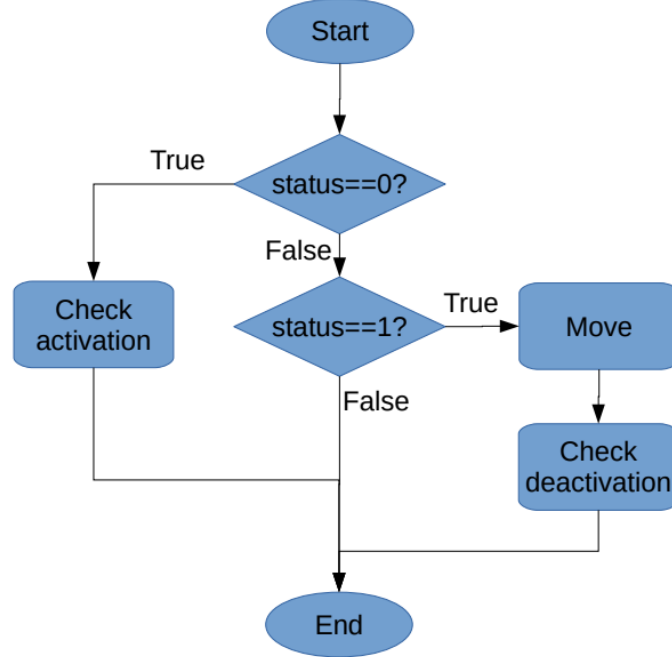 Start
True
status==0?
False
Check
activation
status==1?
True
Move
False
Check
deactivation
End